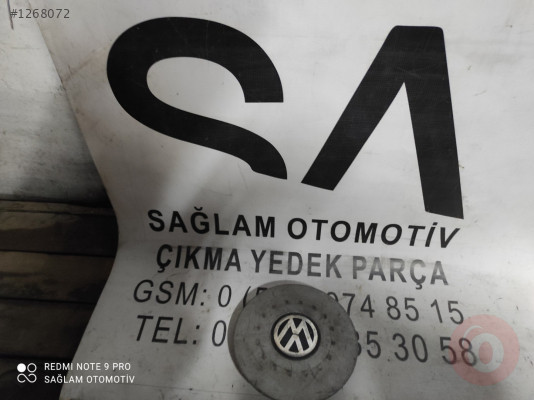 #1268072
SA
SAĞLAM OTOMOTİV
ÇIKMA YEDEK PARÇA
GSM: 0 74 85 15
TEL: 0 35 30 58
REDMI NOTE 9 PRO
SAĞLAM OTOMOTİV